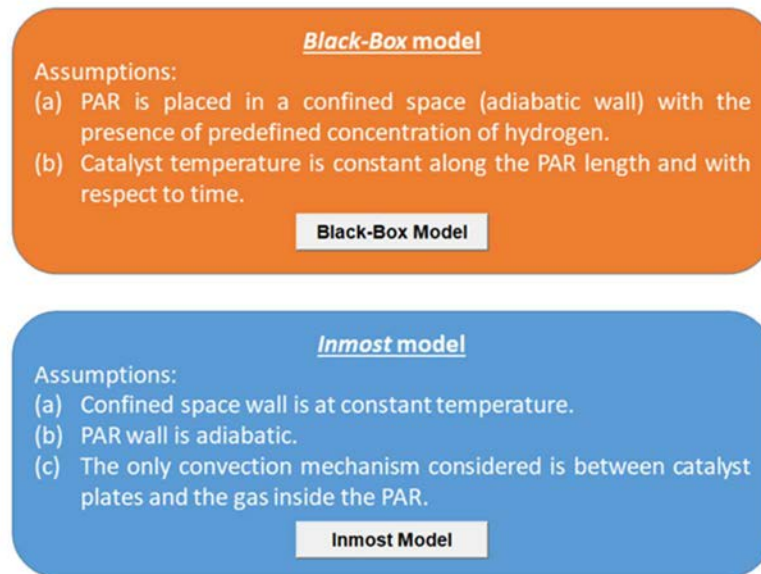 Black-Box model
Assumptions:
(a) PAR is placed in a confined space (adiabatic wall) with the
presence of predefined concentration of hydrogen.
(b) Catalyst temperature is constant along the PAR length and with
respect to time.
Black-Box Model
Inmost model
Assumptions:
(a) Confined space wall is at constant temperature.
(b) PAR wall is adiabatic.
(c) The only convection mechanism considered is between catalyst
plates and the gas inside the PAR.
Inmost Model